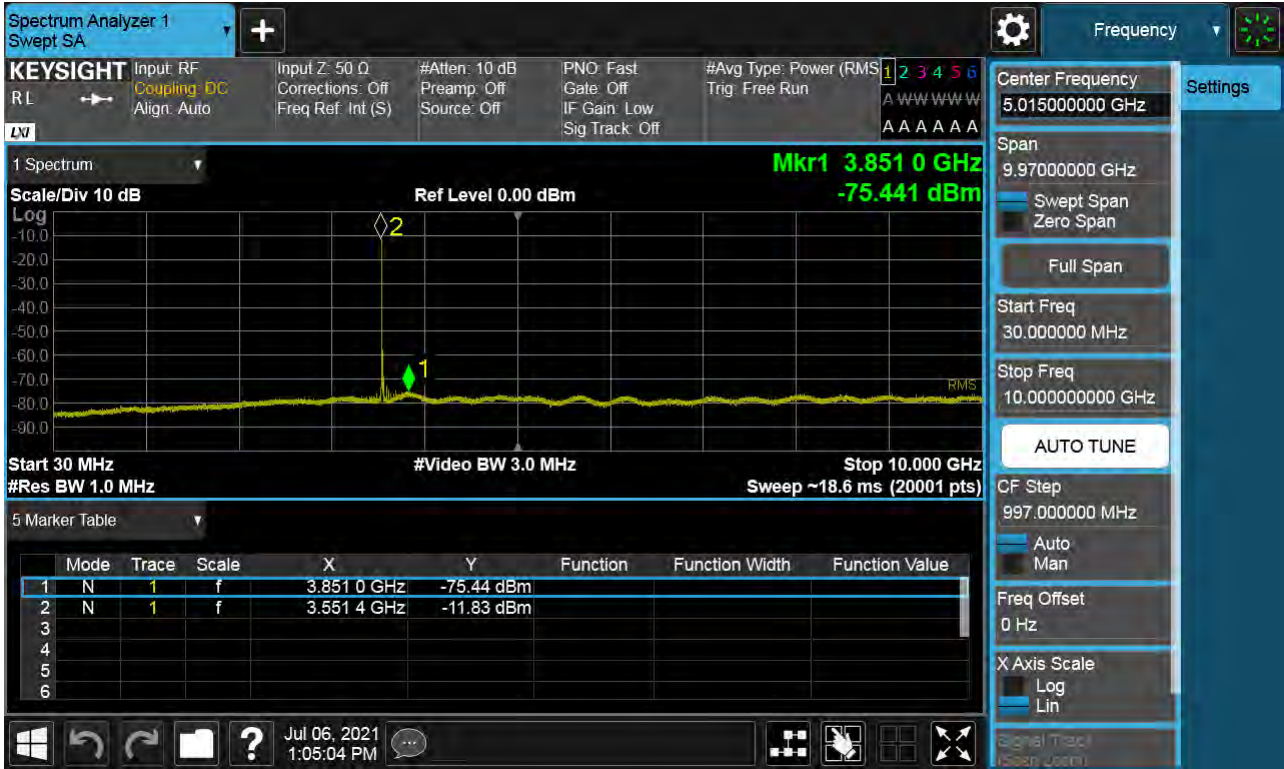 Spectrum Analyzer 1
Swept SA
+
Frequency
KEYSIGHT
R L
LXI
Input: RF
Coupling: DC
Align: Auto
Input Z: 50 Ω
Corrections: Off
Freq Ref: Int (S)
#Atten: 10 dB
Preamp: Off
Source: Off
PNO: Fast
Gate: Off
IF Gain: Low
Sig Track: Off
#Avg Type: Power (RMS
Trig: Free Run
1 2 3 4 5 6
A W W W W W
A A A A A A
Center Frequency
5.015000000 GHz
Settings
1 Spectrum
Mkr1 3.851 0 GHz
-75.441 dBm
Scale/Div 10 dB
Ref Level 0.00 dBm
Log
-10.0
-20.0
-30.0
-40.0
-50.0
-60.0
-70.0
-80.0
-90.0
2
1
RMS
Start 30 MHz
#Video BW 3.0 MHz
Stop 10.000 GHz
#Res BW 1.0 MHz
Sweep ~18.6 ms (20001 pts)
Span
9.97000000 GHz
Swept Span
Zero Span
Full Span
Start Freq
30.000000 MHz
Stop Freq
10.000000000 GHz
AUTO TUNE
CF Step
997.000000 MHz
Auto
Man
Freq Offset
0 Hz
X Axis Scale
Log
Lin
Signal Track
(Span Zoom)
5 Marker Table
Mode Trace Scale X Y Function Function Width Function Value
1 N 1 f 3.851 0 GHz -75.44 dBm
2 N 1 f 3.551 4 GHz -11.83 dBm
3
4
5
6
?
Jul 06, 2021
1:05:04 PM